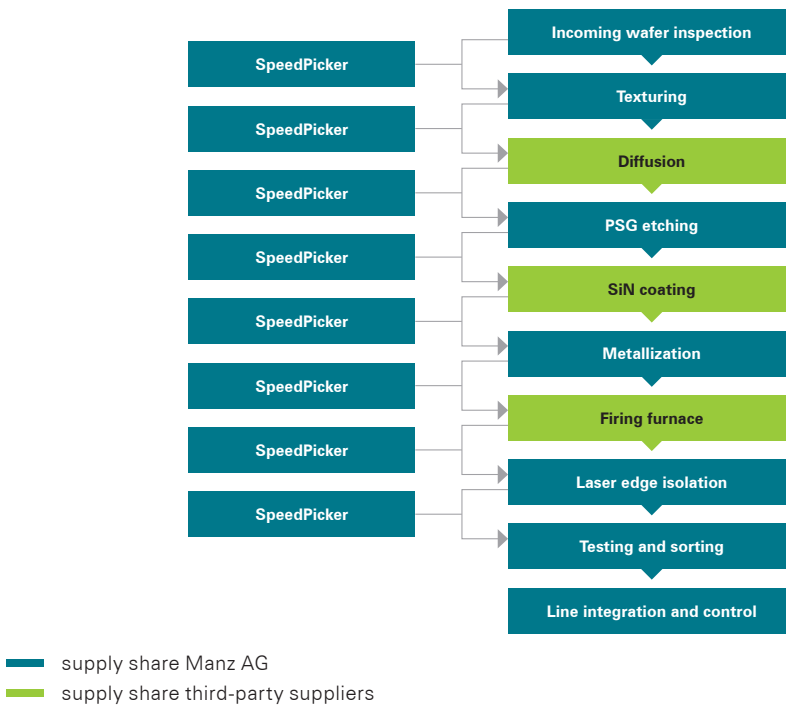 Incoming wafer inspection
SpeedPicker
Texturing
SpeedPicker
Diffusion
SpeedPicker
PSG etching
SpeedPicker
SiN coating
SpeedPicker
Metallization
SpeedPicker
Firing furnace
SpeedPicker
Laser edge isolation
SpeedPicker
Testing and sorting
Line integration and control
supply share Manz AG
supply share third-party suppliers